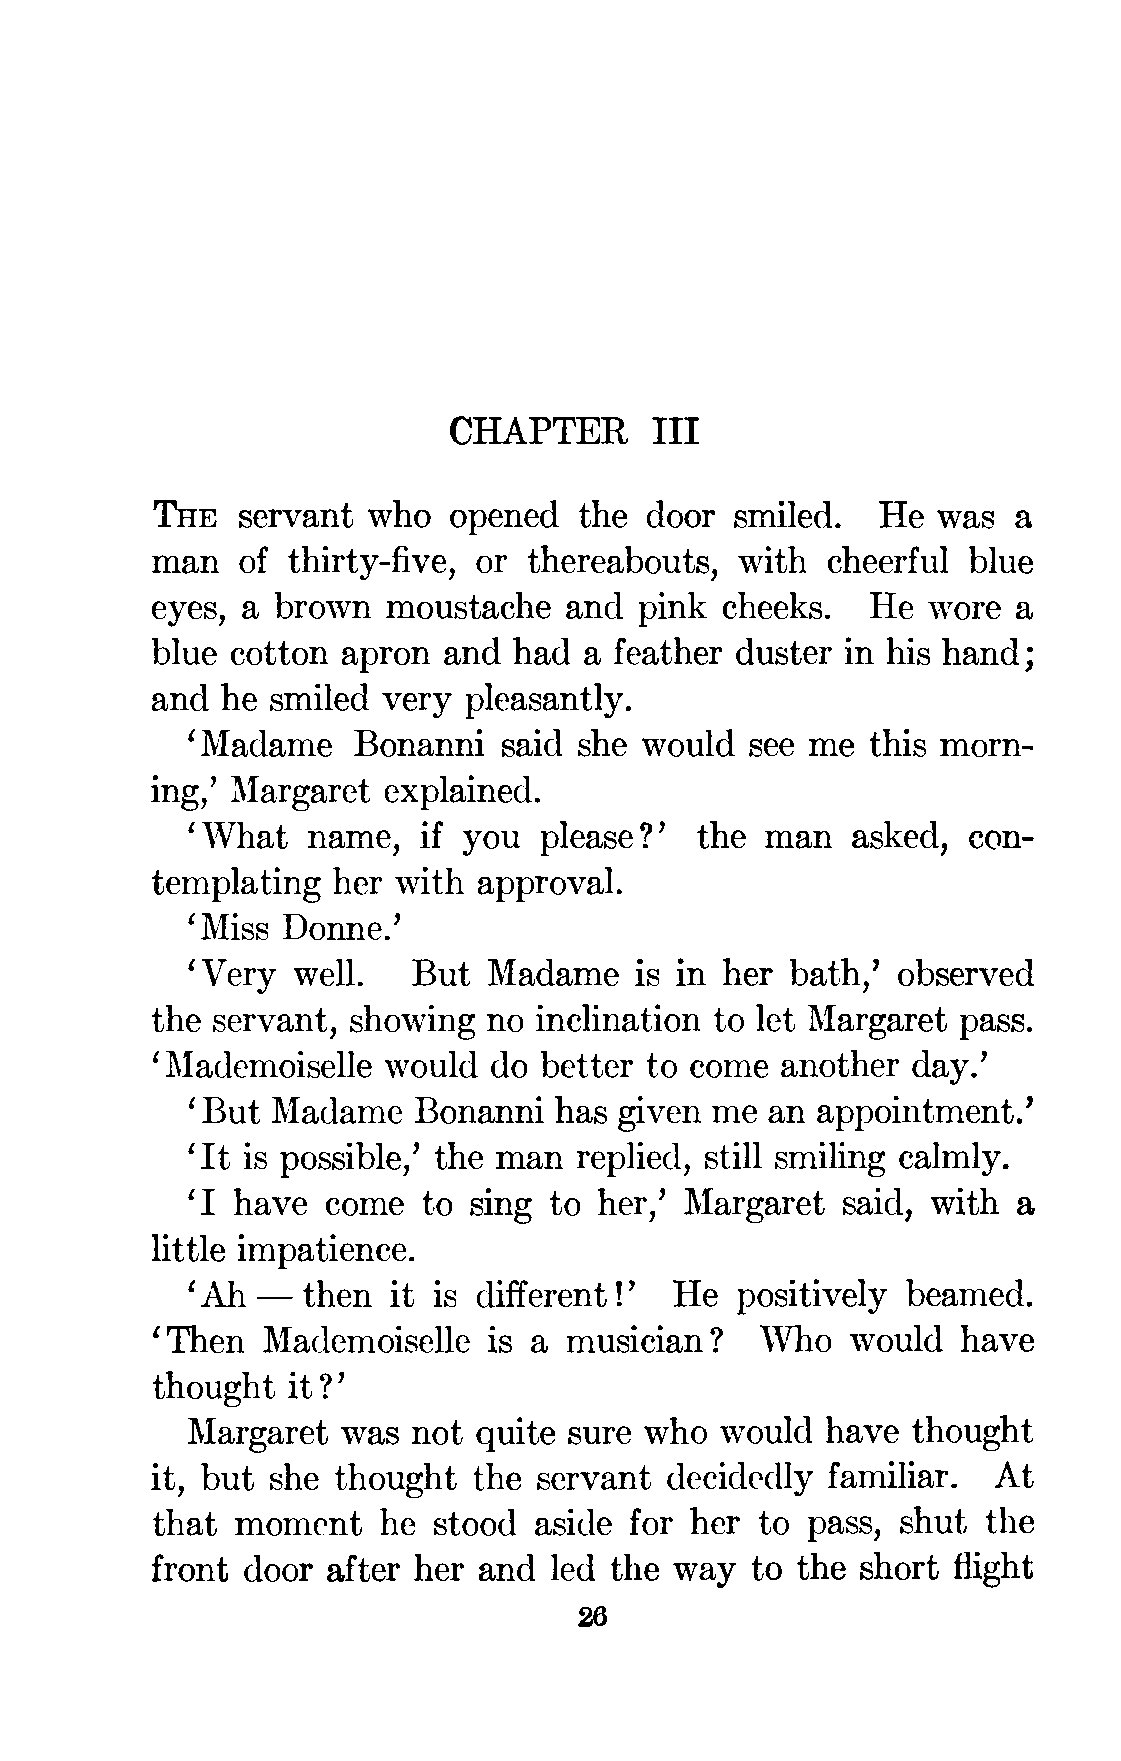 CHAPTER III
THE servant who opened the door smiled. He was a
man of thirty-five, or thereabouts, with cheerful blue
eyes, a brown moustache and pink cheeks. He wore a
blue cotton apron and had a feather duster in his hand;
and he smiled very pleasantly.
‘Madame Bonanni said she would see me this morn-
ing,’ Margaret explained.
‘What name, if you please?’ the man asked, con-
templating her with approval.
‘Miss Donne.’
‘Very well. But Madame is in her bath,’ observed
the servant, showing no inclination to let Margaret pass.
‘Mademoiselle would do better to come another day.’
‘But Madame Bonanni has given me an appointment.’
‘It is possible,’ the man replied, still smiling calmly.
‘I have come to sing to her,’ Margaret said, with a
little impatience.
‘Ah — then it is different!’ He positively beamed.
‘Then Mademoiselle is a musician? Who would have
thought it?’
Margaret was not quite sure who would have thought
it, but she thought the servant decidedly familiar. At
that moment he stood aside for her to pass, shut the
front door after her and led the way to the short flight
26